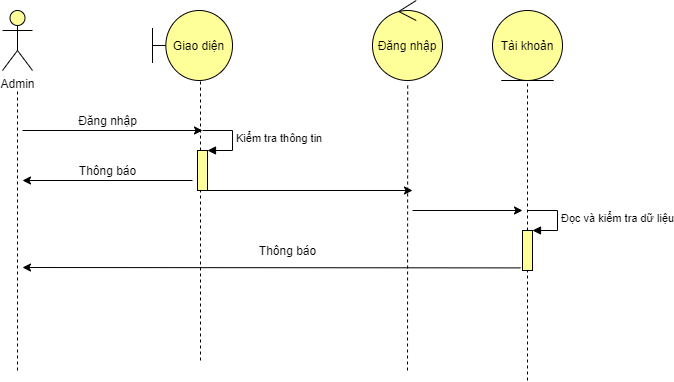 Giao diện
Đăng nhập
Tài khoản
Admin
Đăng nhập
Kiểm tra thông tin
Thông báo
Đọc và kiểm tra dữ liệu
Thông báo